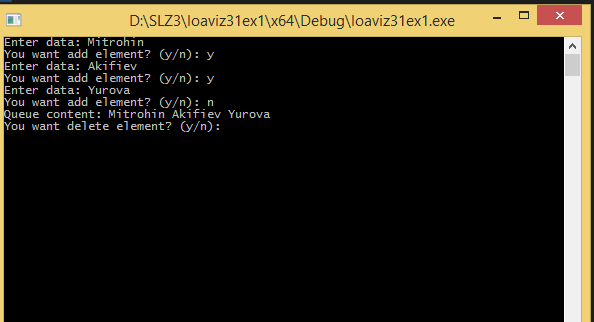 D:\SLZ3\loaviz31ex1\x64\Debug\loaviz31ex1.exe
Enter data: Mitrohin
You want add element? (y/n): y
Enter data: Akifiev
You want add element? (y/n): y
Enter data: Yurova
You want add element? (y/n): n
Queue content: Mitrohin Akifiev Yurova
You want delete element? (y/n):